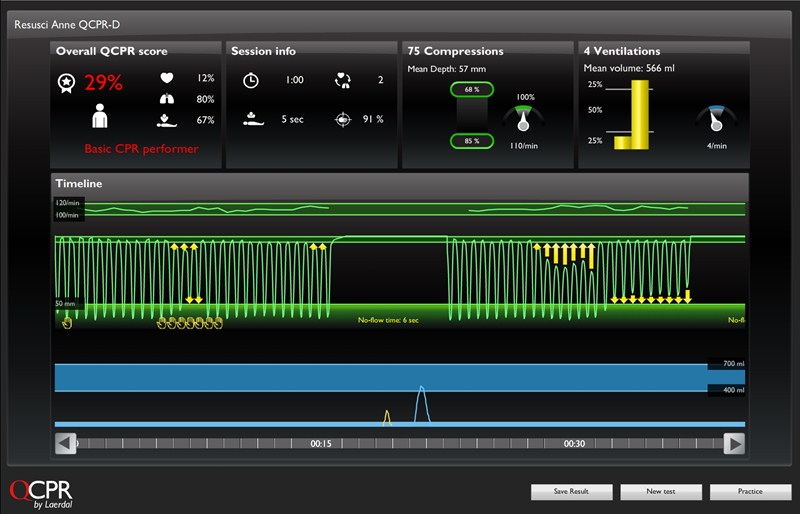 Resusci Anne QCPR-D
Overall QCPR score
29%
12%
80%
67%
Basic CPR performer
Session info
1:00
2
5 sec
91 %
75 Compressions
Mean Depth: 57 mm
68 %
85 %
100%
110/min
4 Ventilations
Mean volume: 566 ml
25%
50%
25%
4/min
Timeline
120/min
100/min
50 mm
No-flow time: 6 sec
No-fl
700 ml
400 ml
00:15
00:30
QCPR
by Laerdal
Save Result
New test
Practice